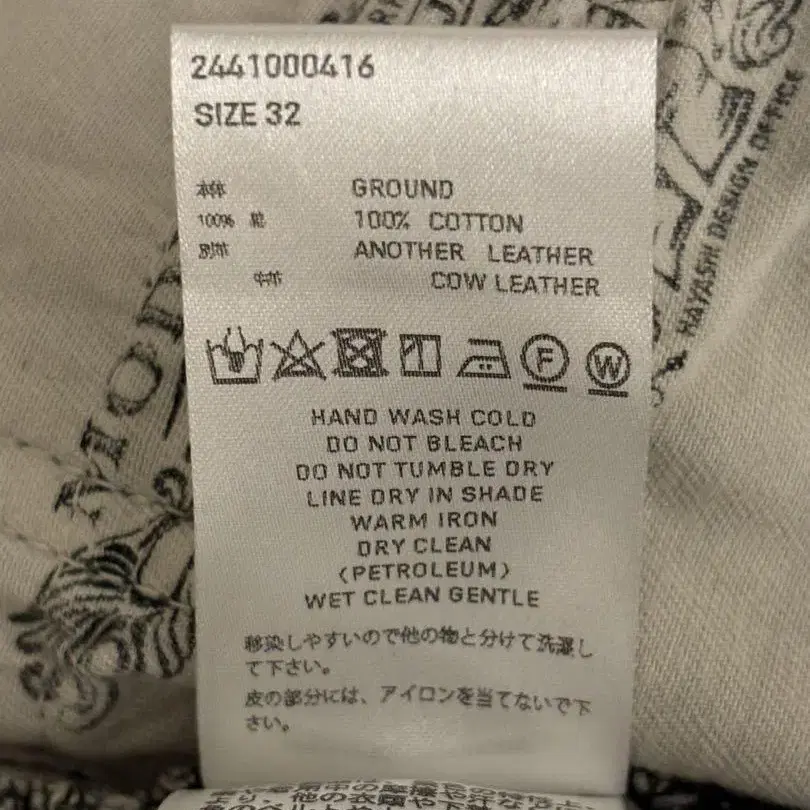 2441000416
SIZE 32
本体 GROUND
100% 綿 100% COTTON
別布 ANOTHER LEATHER
牛革 COW LEATHER
F
W
HAND WASH COLD
DO NOT BLEACH
DO NOT TUMBLE DRY
LINE DRY IN SHADE
WARM IRON
DRY CLEAN
(PETROLEUM)
WET CLEAN GENTLE
移染しやすいので他の物と分けて洗濯し
て下さい。
皮の部分には、アイロンを当てないで下
さい。
HAYASHI DESIGN OFFICE